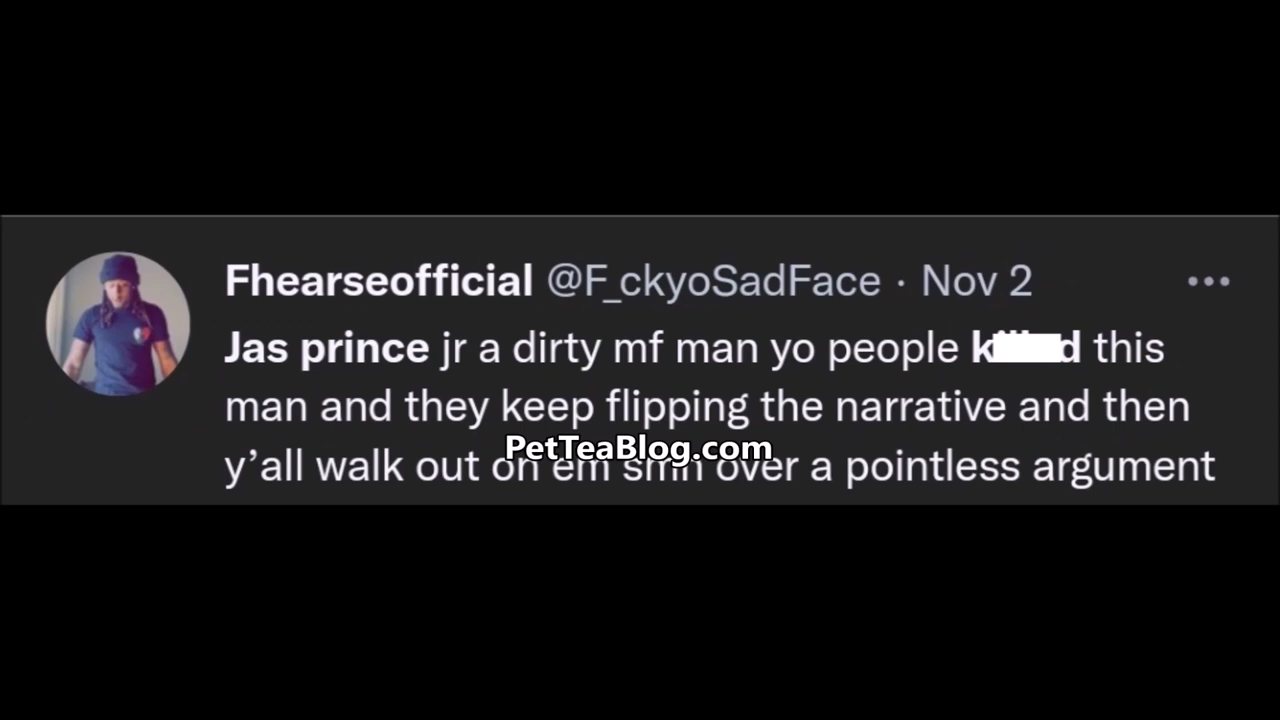 Fhearseofficial @F_ckyoSadFace · Nov 2
Jas prince jr a dirty mf man yo people k d this
man and they keep flipping the narrative and then
PetTeaBlog.com
y’all walk out on em smh over a pointless argument